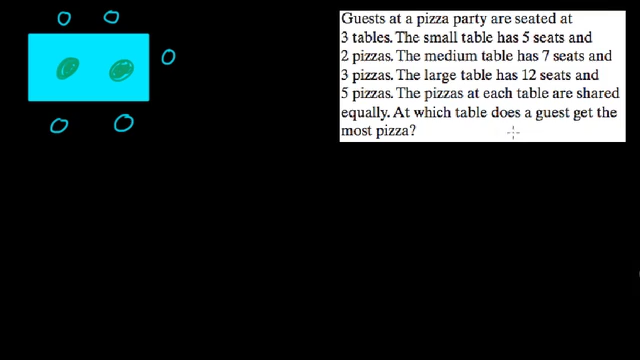 Guests at a pizza party are seated at
3 tables. The small table has 5 seats and
2 pizzas. The medium table has 7 seats and
3 pizzas. The large table has 12 seats and
5 pizzas. The pizzas at each table are shared
equally. At which table does a guest get the
most pizza?